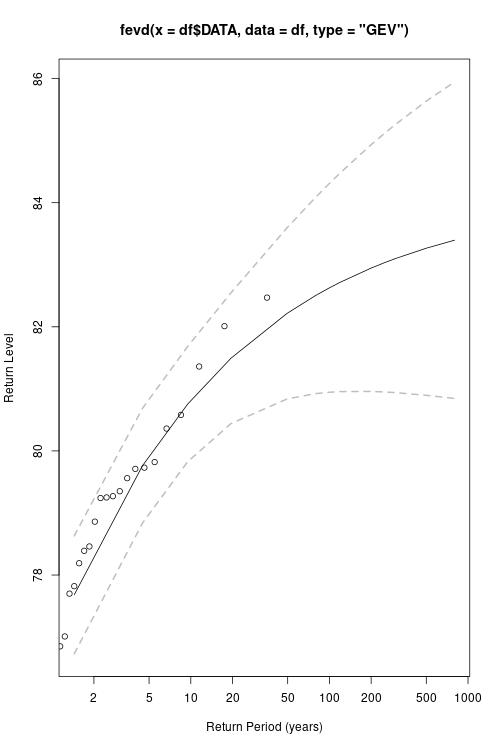 fevd(x = df$DATA, data = df, type = "GEV")
86
84
82
80
78
Return Level
2 5 10 20 50 100 200 500 1000
Return Period (years)